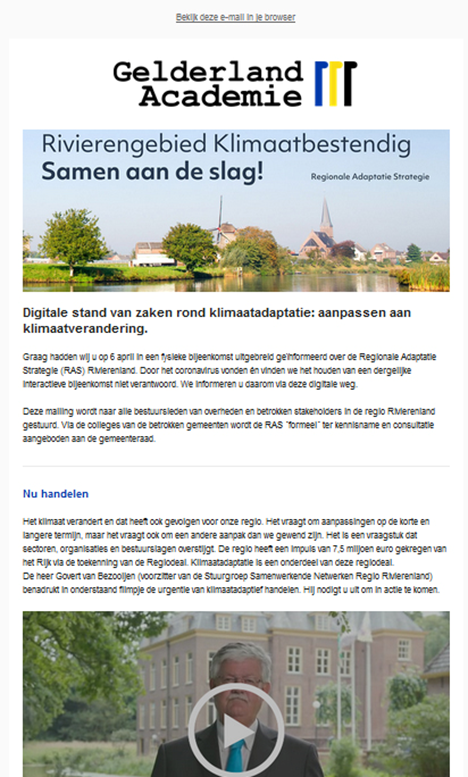 Bekijk deze e-mail in je browser
Gelderland
Academie
Rivierengebied Klimaatbestendig
Samen aan de slag!
Regionale Adaptatie Strategie
Digitale stand van zaken rond klimaatadaptatie: aanpassen aan
klimaatverandering.
Graag hadden wij u op 6 april in een fysieke bijeenkomst uitgebreid geïnformeerd over de Regionale Adaptatie
Strategie (RAS) Rivierenland. Door het coronavirus vonden én vinden we het houden van een dergelijke
interactieve bijeenkomst niet verantwoord. We informeren u daarom via deze digitale weg.
Deze mailing wordt naar alle bestuursleden van overheden en betrokken stakeholders in de regio Rivierenland
gestuurd. Via de colleges van de betrokken gemeenten wordt de RAS "formeel" ter kennisname en consultatie
aangeboden aan de gemeenteraad.
Nu handelen
Het klimaat verandert en dat heeft ook gevolgen voor onze regio. Het vraagt om aanpassingen op de korte en
langere termijn, maar het vraagt ook om een andere aanpak dan we gewend zijn. Het is een vraagstuk dat
sectoren, organisaties en bestuurslagen overstijgt. De regio heeft een impuls van 7,5 miljoen euro gekregen van
het Rijk via de toekenning van de Regiodeal. Klimaatadaptatie is een onderdeel van deze regiodeal.
De heer Govert van Bezooijen (voorzitter van de Stuurgroep Samenwerkende Netwerken Regio Rivierenland)
benadrukt in onderstaand filmpje de urgentie van klimaatadaptief handelen. Hij nodigt u uit om in actie te komen.